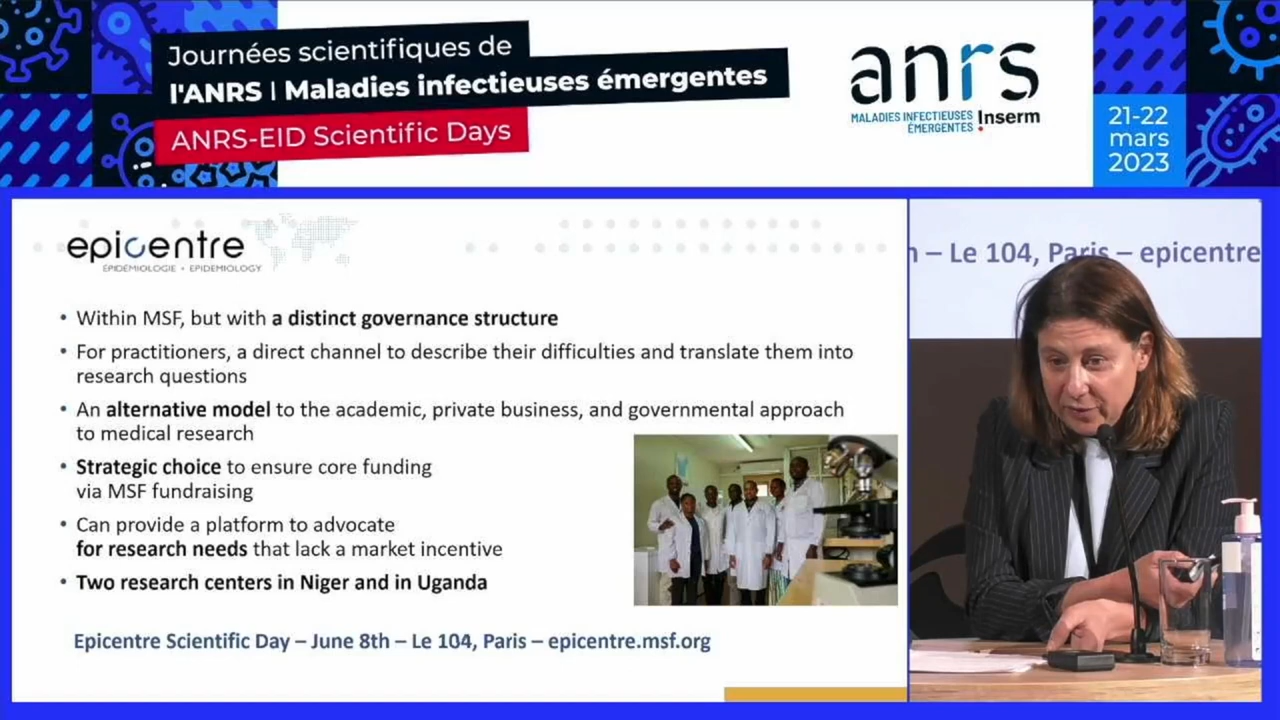 Journées scientifiques de
l'ANRS | Maladies infectieuses émergentes
ANRS-EID Scientific Days
anrs
MALADIES INFECTIEUSES
ÉMERGENTES Inserm
21-22
mars
2023
epicentre
ÉPIDÉMIOLOGIE • EPIDEMIOLOGY
• Within MSF, but with a distinct governance structure
• For practitioners, a direct channel to describe their difficulties and translate them into
research questions
• An alternative model to the academic, private business, and governmental approach
to medical research
• Strategic choice to ensure core funding
via MSF fundraising
• Can provide a platform to advocate
for research needs that lack a market incentive
• Two research centers in Niger and in Uganda
Epicentre Scientific Day – June 8th – Le 104, Paris – epicentre.msf.org
h – Le 104, Paris – epicentre